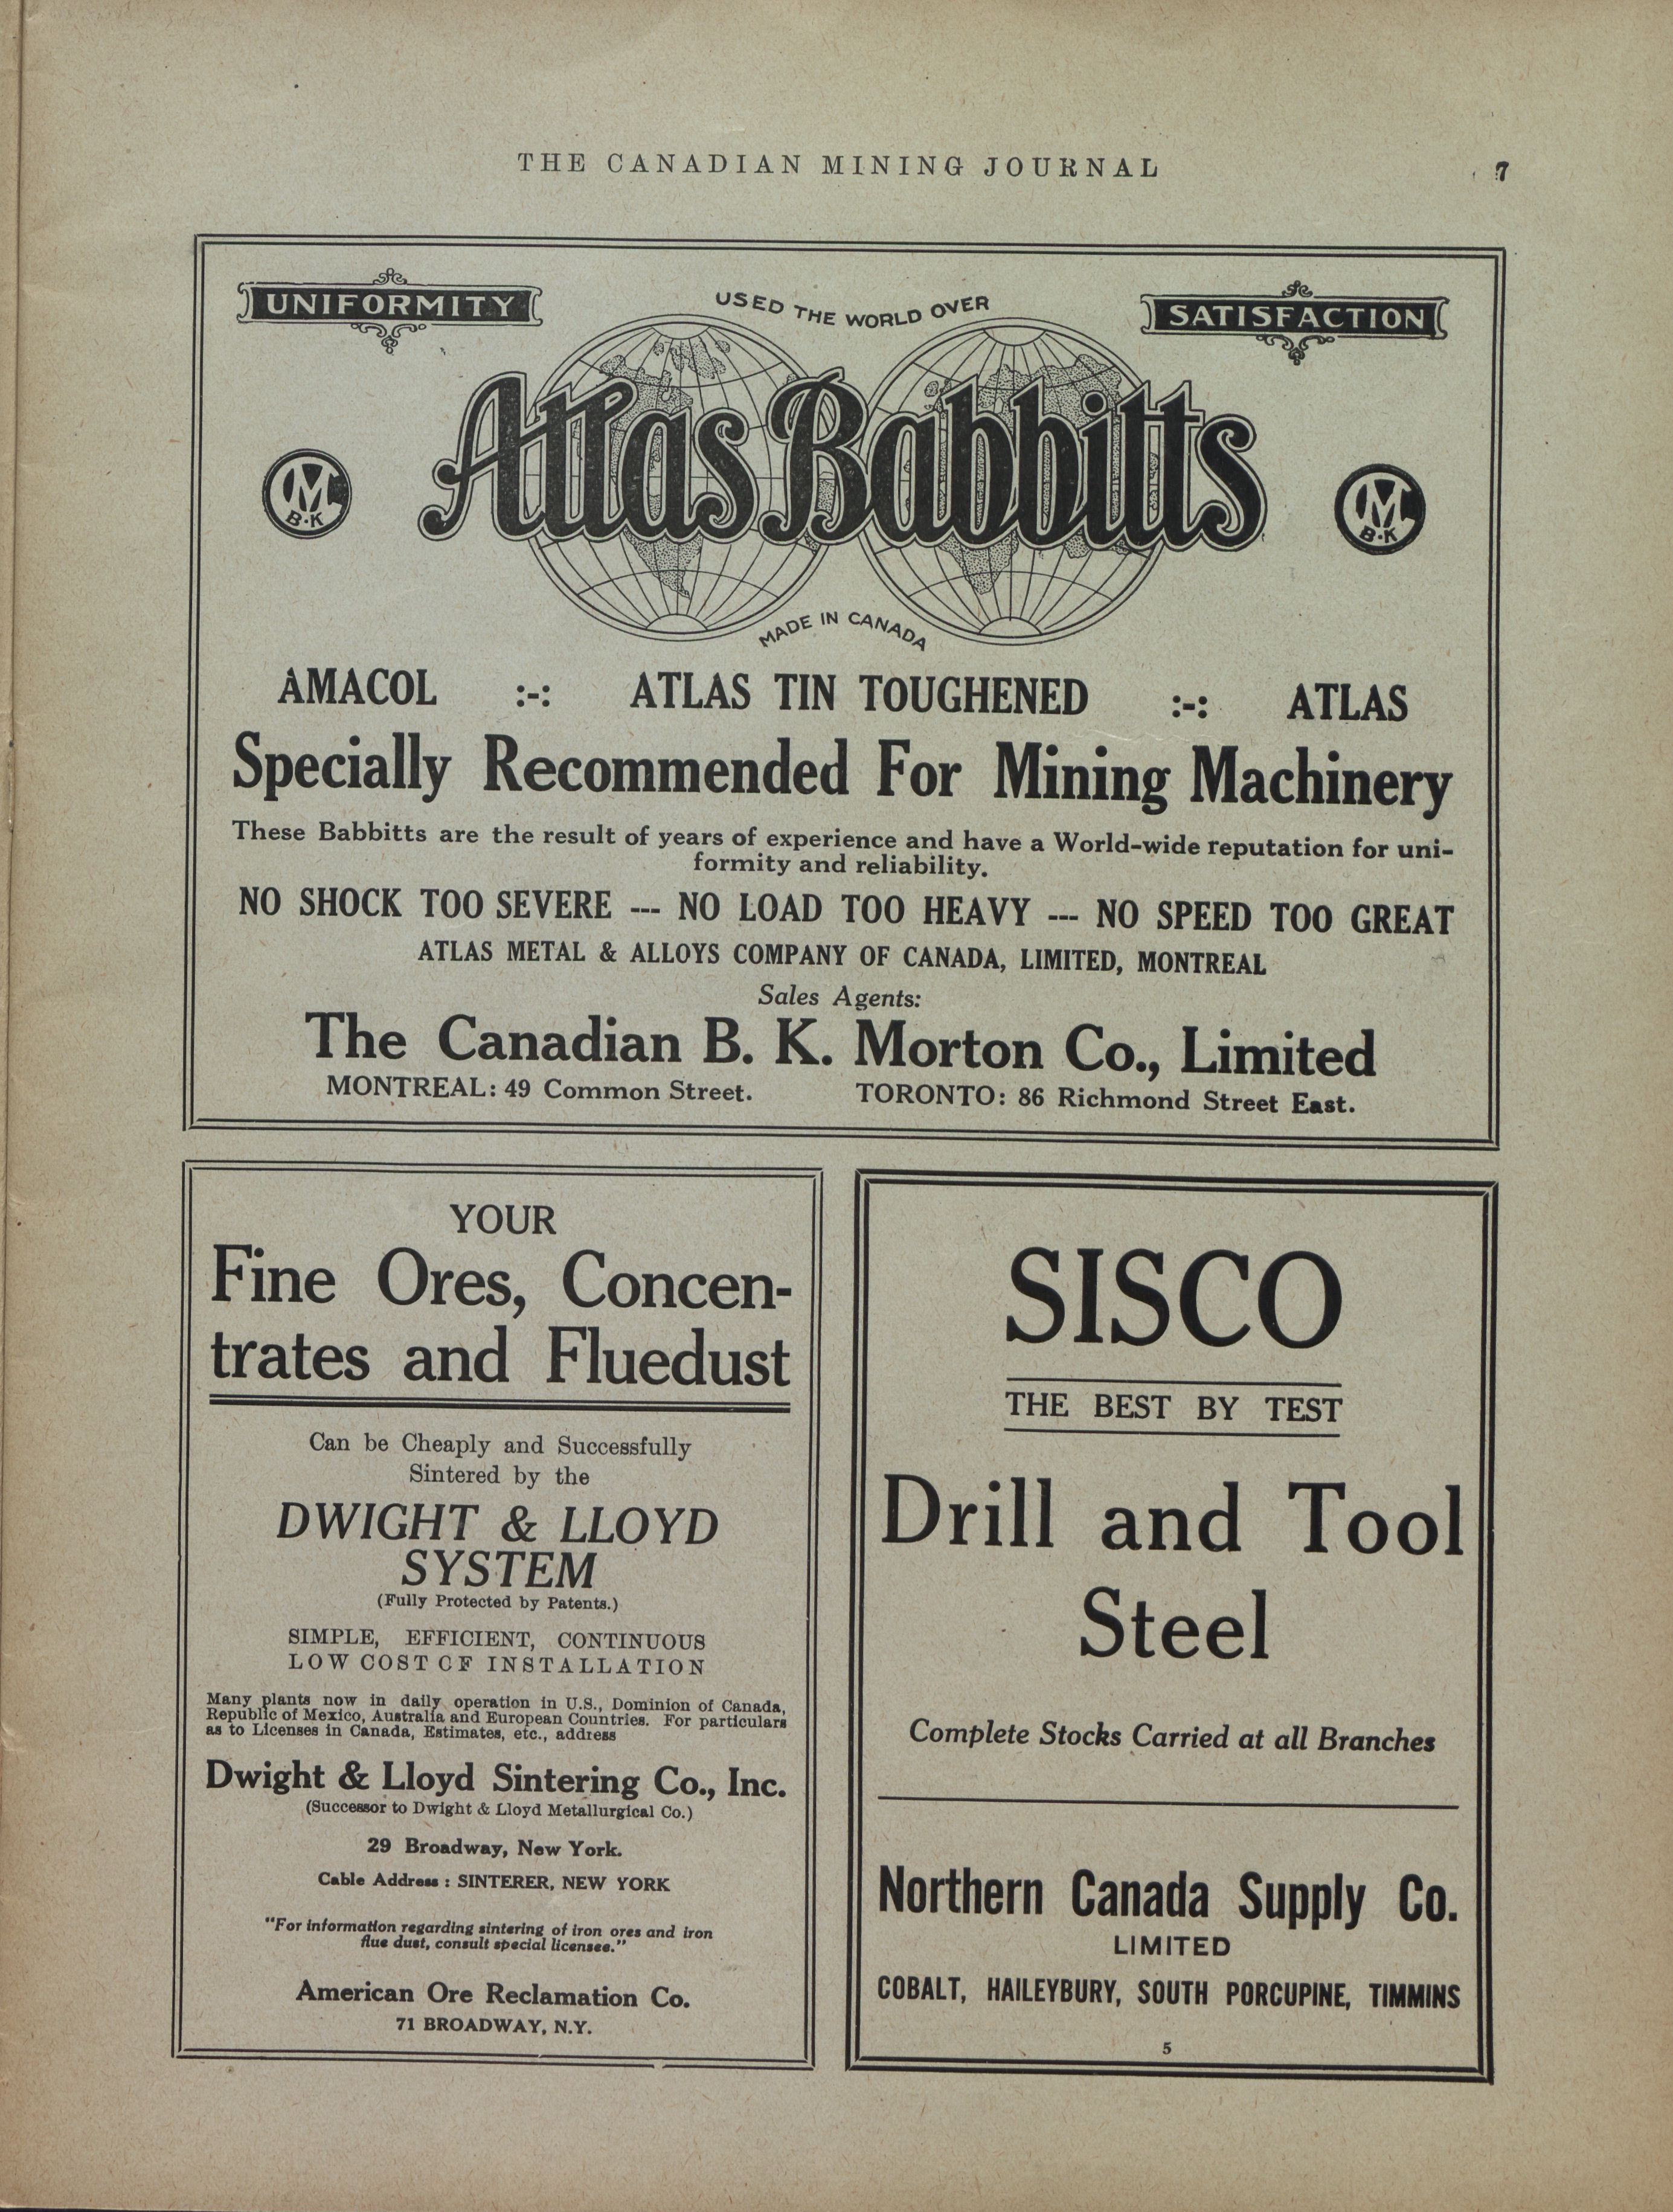 THE CANADIAN MINING JOURNAL
7
UNIFORMITY
USED THE WORLD OVER
SATISFACTION
Atlas Babbitts
CM
B·K
CM
B·K
MADE IN CANADA
AMACOL :-: ATLAS TIN TOUGHENED :-: ATLAS
Specially Recommended For Mining Machinery
These Babbitts are the result of years of experience and have a World-wide reputation for uni-
formity and reliability.
NO SHOCK TOO SEVERE --- NO LOAD TOO HEAVY --- NO SPEED TOO GREAT
ATLAS METAL & ALLOYS COMPANY OF CANADA, LIMITED, MONTREAL
Sales Agents:
The Canadian B. K. Morton Co., Limited
MONTREAL: 49 Common Street. TORONTO: 86 Richmond Street East.
YOUR
Fine Ores, Concen-
trates and Fluedust
Can be Cheaply and Successfully
Sintered by the
DWIGHT & LLOYD
SYSTEM
(Fully Protected by Patents.)
SIMPLE, EFFICIENT, CONTINUOUS
LOW COST CF INSTALLATION
Many plants now in daily operation in U.S., Dominion of Canada,
Republic of Mexico, Australia and European Countries. For particulars
as to Licenses in Canada, Estimates, etc., address
Dwight & Lloyd Sintering Co., Inc.
(Successor to Dwight & Lloyd Metallurgical Co.)
29 Broadway, New York.
Cable Address : SINTERER, NEW YORK
"For information regarding sintering of iron ores and iron
flue dust, consult special licensee."
American Ore Reclamation Co.
71 BROADWAY, N.Y.
SISCO
THE BEST BY TEST
Drill and Tool
Steel
Complete Stocks Carried at all Branches
Northern Canada Supply Co.
LIMITED
COBALT, HAILEYBURY, SOUTH PORCUPINE, TIMMINS
5